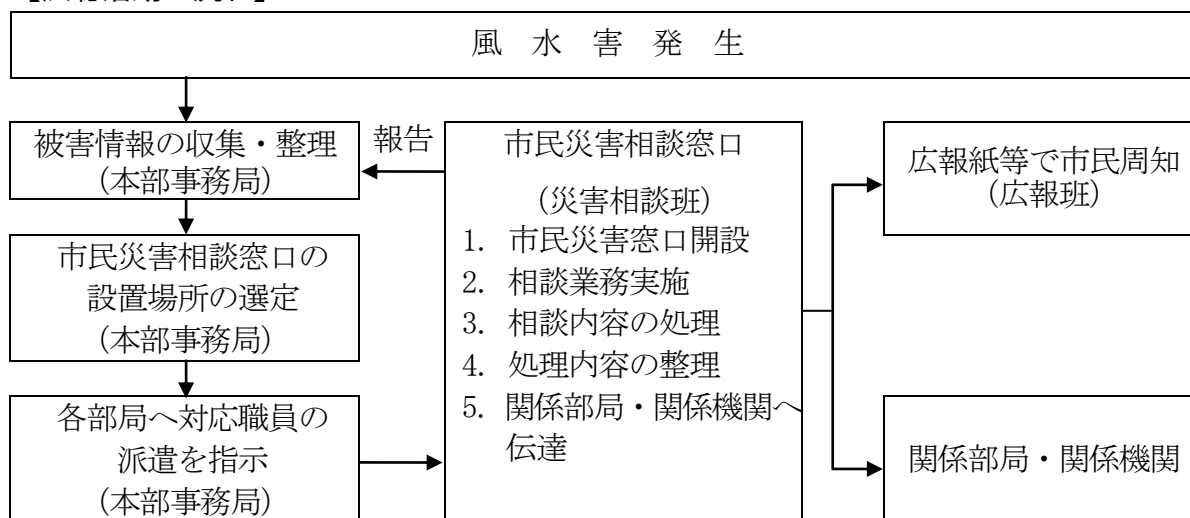 風 水 害 発 生
被害情報の収集・整理
(本部事務局)
報告
市民災害相談窓口の
設置場所の選定
(本部事務局)
各部局へ対応職員の
派遣を指示
(本部事務局)
市民災害相談窓口
(災害相談班)
1. 市民災害窓口開設
2. 相談業務実施
3. 相談内容の処理
4. 処理内容の整理
5. 関係部局・関係機関へ
伝達
広報紙等で市民周知
(広報班)
関係部局・関係機関